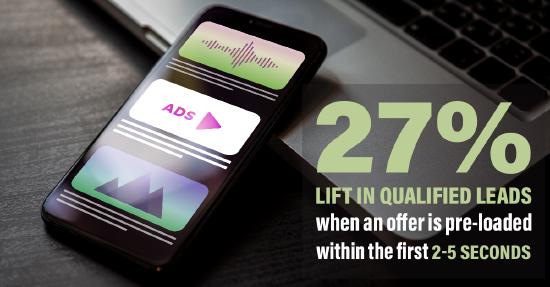 ADS
27%
LIFT IN QUALIFIED LEADS
when an offer is pre-loaded
within the first 2-5 SECONDS